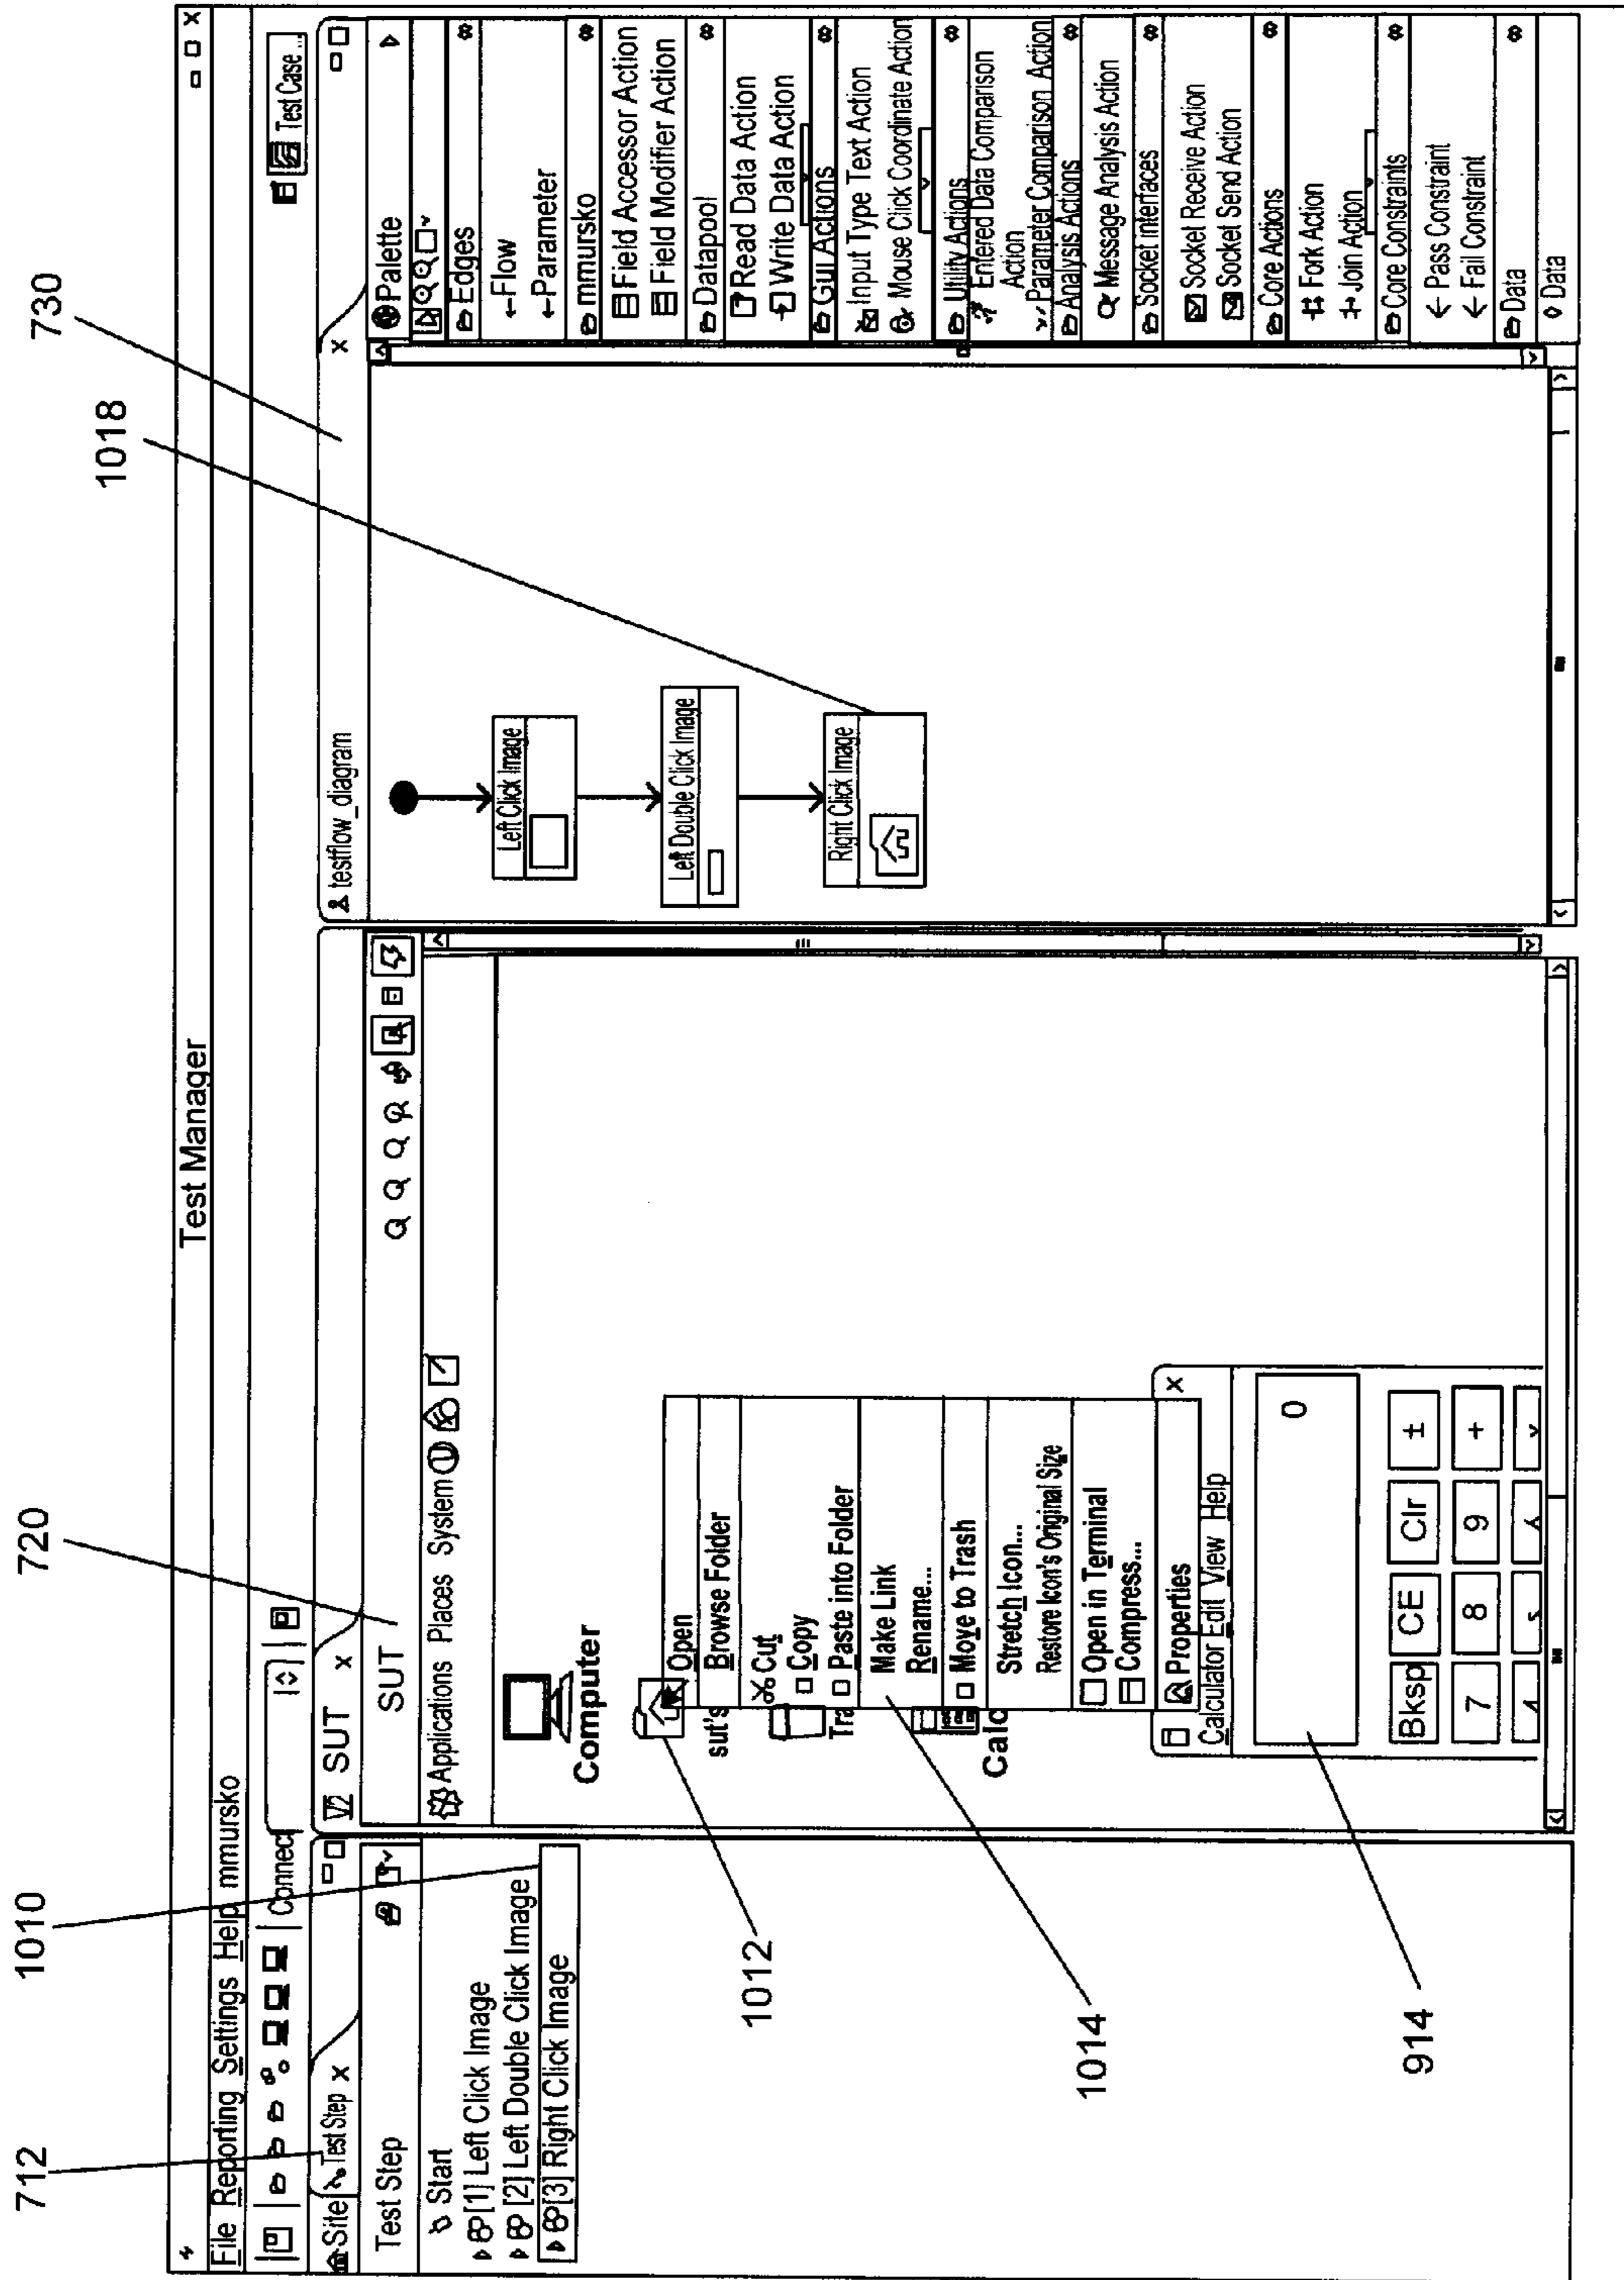 712
1010
720
1018
730
Test Manager
File Reporting Settings Help mmursko
Connect
Test Case...
Site Test Step x
Test Step
Start
[1] Left Click Image
[2] Left Double Click Image
[3] Right Click Image
V2 SUT x
SUT
Applications Places System
Computer
sut's
Tra
Calc
Open
Browse Folder
Cut
Copy
Paste into Folder
Make Link
Rename...
Move to Trash
Stretch Icon...
Restore Icon's Original Size
Open in Terminal
Compress...
Properties
x
Calculator Edit View Help
0
Bksp CE Clr ±
7 8 9 +
testflow_diagram x
Left Click Image
Left Double Click Image
Right Click Image
Palette
Edges
Flow
Parameter
mmursko
Field Accessor Action
Field Modifier Action
Datapool
Read Data Action
Write Data Action
GUI Actions
Input Type Text Action
Mouse Click Coordinate Action
Utility Actions
Entered Data Comparison
Action
Parameter Comparison Action
Analysis Actions
Message Analysis Action
Socket interfaces
Socket Receive Action
Socket Send Action
Core Actions
Fork Action
Join Action
Core Constraints
Pass Constraint
Fail Constraint
Data
Data
1012
1014
914